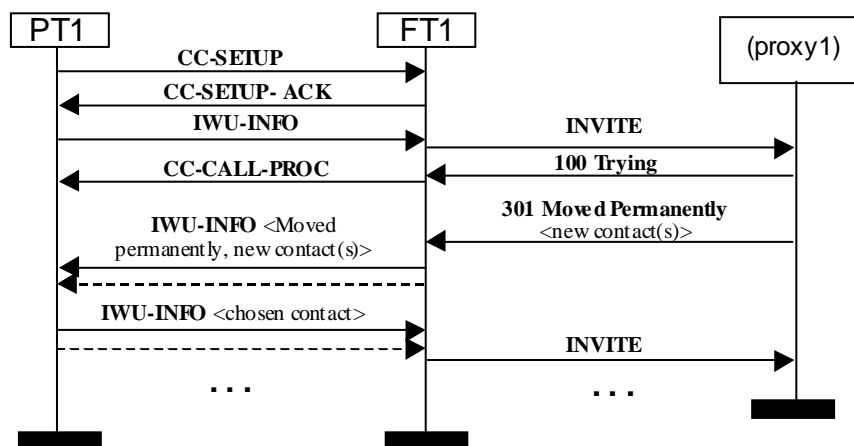 PT1
FT1
(proxy1)
CC-SETUP
CC-SETUP- ACK
IWU-INFO
INVITE
100 Trying
CC-CALL-PROC
301 Moved Permanently
<new contact(s)>
IWU-INFO <Moved
permanently, new contact(s)>
IWU-INFO <chosen contact>
INVITE
. . .
. . .